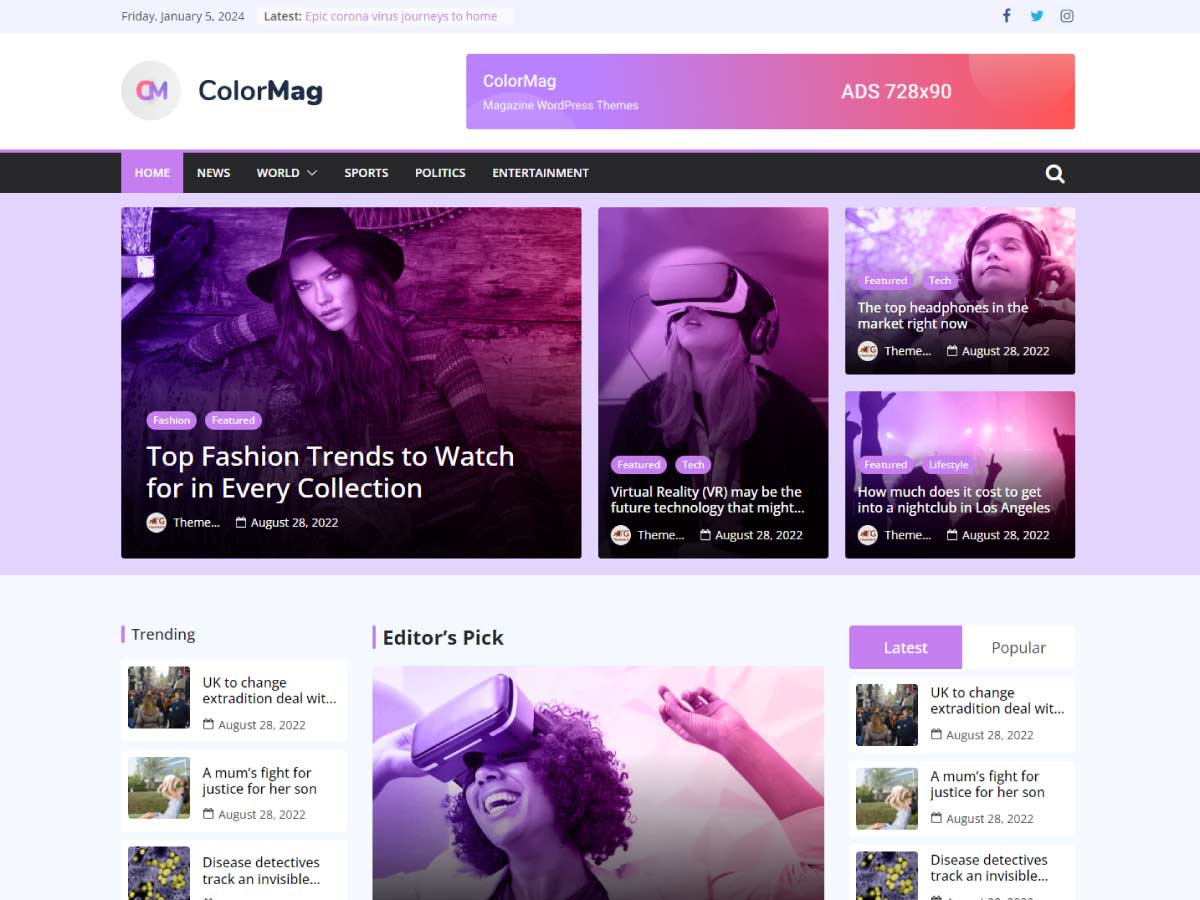 Friday, January 5, 2024
Latest: Epic corona virus journeys to home
CM
ColorMag
ColorMag
Magazine WordPress Themes
ADS 728x90
HOME
NEWS
WORLD
SPORTS
POLITICS
ENTERTAINMENT
Fashion
Featured
Top Fashion Trends to Watch
for in Every Collection
Theme...
August 28, 2022
Featured
Tech
Virtual Reality (VR) may be the
future technology that might...
Theme...
August 28, 2022
Featured
Tech
The top headphones in the
market right now
Theme...
August 28, 2022
Featured
Lifestyle
How much does it cost to get
into a nightclub in Los Angeles
Theme...
August 28, 2022
Trending
UK to change
extradition deal wit...
August 28, 2022
A mum’s fight for
justice for her son
August 28, 2022
Disease detectives
track an invisible...
Editor’s Pick
Latest
Popular
UK to change
extradition deal wit...
August 28, 2022
A mum’s fight for
justice for her son
August 28, 2022
Disease detectives
track an invisible...